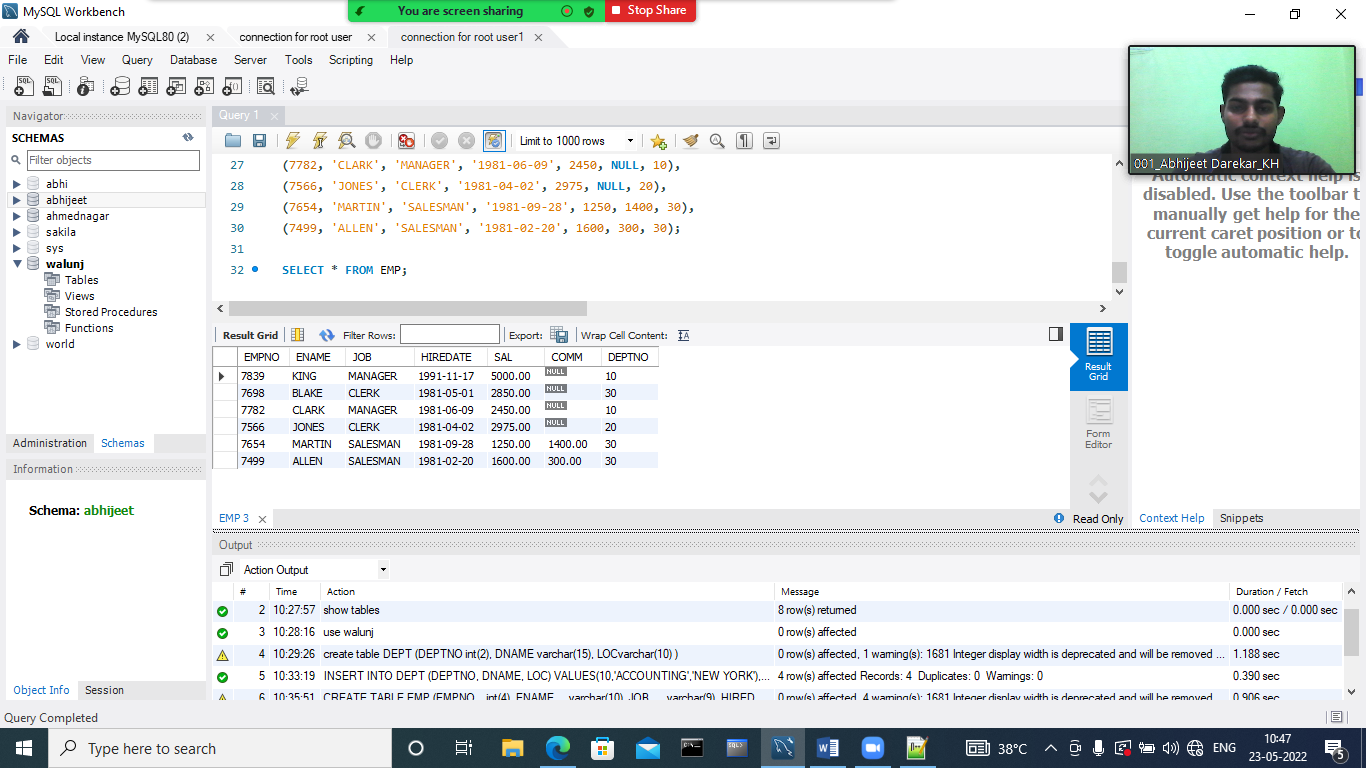 MySQL Workbench
You are screen sharing
Stop Share
Local instance MySQL80 (2)
connection for root user
connection for root user1
File Edit View Query Database Server Tools Scripting Help
Navigator
SCHEMAS
Filter objects
abhi
abhijeet
ahmednagar
sakila
sys
walunj
Tables
Views
Stored Procedures
Functions
world
Administration Schemas
Information
Schema: abhijeet
Object Info Session
Query Completed
Query 1
Limit to 1000 rows
27 (7782, 'CLARK', 'MANAGER', '1981-06-09', 2450, NULL, 10),
28 (7566, 'JONES', 'CLERK', '1981-04-02', 2975, NULL, 20),
29 (7654, 'MARTIN', 'SALESMAN', '1981-09-28', 1250, 1400, 30),
30 (7499, 'ALLEN', 'SALESMAN', '1981-02-20', 1600, 300, 30);
31
32 SELECT * FROM EMP;
Result Grid Filter Rows: Export: Wrap Cell Content:
EMPNO ENAME JOB HIREDATE SAL COMM DEPTNO
7839 KING MANAGER 1991-11-17 5000.00 NULL 10
7698 BLAKE CLERK 1981-05-01 2850.00 NULL 30
7782 CLARK MANAGER 1981-06-09 2450.00 NULL 10
7566 JONES CLERK 1981-04-02 2975.00 NULL 20
7654 MARTIN SALESMAN 1981-09-28 1250.00 1400.00 30
7499 ALLEN SALESMAN 1981-02-20 1600.00 300.00 30
Result
Grid
Form
Editor
EMP 3
Read Only
001_Abhijeet Darekar_KH
Automatic context help is
disabled. Use the toolbar t
manually get help for the
current caret position or to
toggle automatic help.
Context Help Snippets
Output
Action Output
# Time Action Message Duration / Fetch
2 10:27:57 show tables 8 row(s) returned 0.000 sec / 0.000 sec
3 10:28:16 use walunj 0 row(s) affected 0.000 sec
4 10:29:26 create table DEPT (DEPTNO int(2), DNAME varchar(15), LOCvarchar(10) ) 0 row(s) affected, 1 warning(s): 1681 Integer display width is deprecated and will be removed ... 1.188 sec
5 10:33:19 INSERT INTO DEPT (DEPTNO, DNAME, LOC) VALUES(10,'ACCOUNTING','NEW YORK'),... 4 row(s) affected Records: 4 Duplicates: 0 Warnings: 0 0.390 sec
6 10:35:51 CREATE TABLE EMP (EMPNO int(4), ENAME varchar(10), JOB varchar(9), HIRED... 0 row(s) affected, 4 warning(s): 1681 Integer display width is deprecated and will be removed ... 0.906 sec
Type here to search
38°C
ENG
10:47
23-05-2022
5